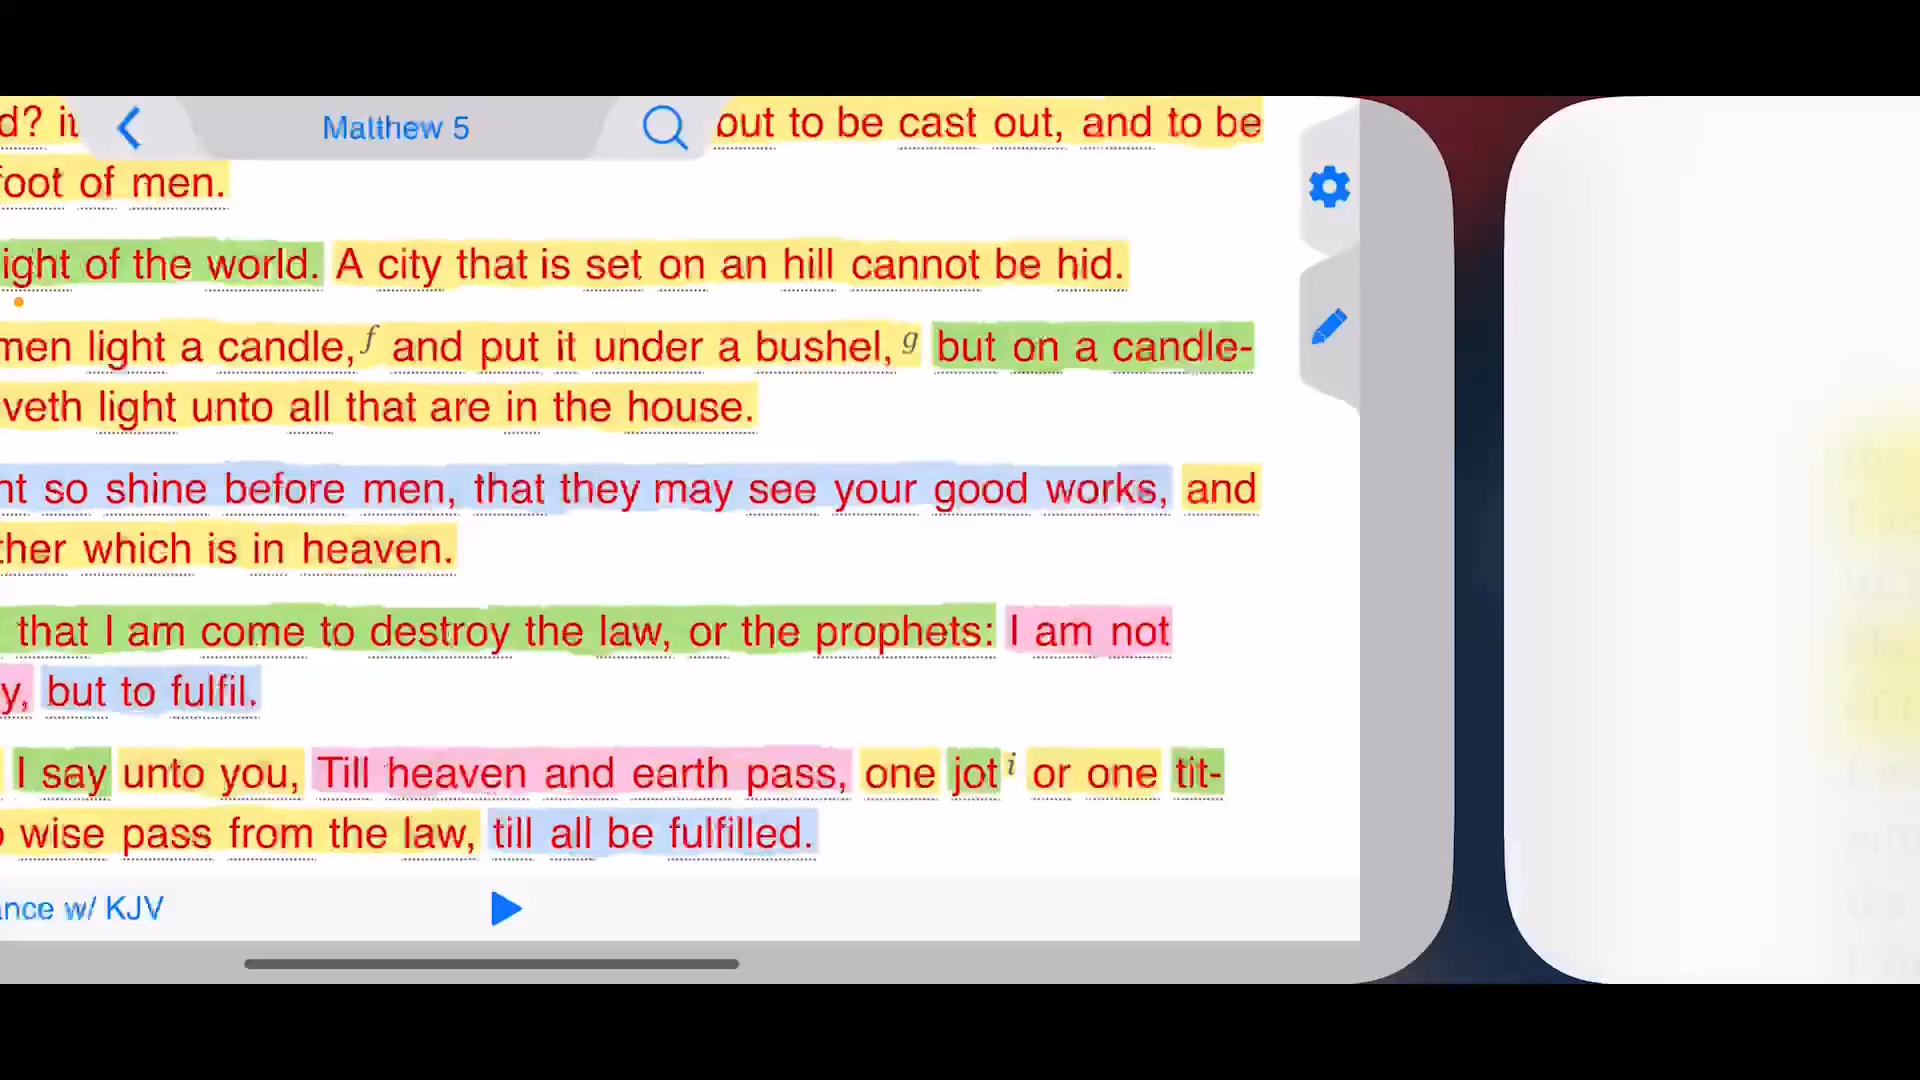 d? it
Matthew 5
out to be cast out, and to be
foot of men.
ight of the world. A city that is set on an hill cannot be hid.
men light a candle, f and put it under a bushel, g but on a candle-
veth light unto all that are in the house.
ht so shine before men, that they may see your good works, and
ther which is in heaven.
that I am come to destroy the law, or the prophets: I am not
y, but to fulfil.
I say unto you, Till heaven and earth pass, one jot i or one tit-
o wise pass from the law, till all be fulfilled.
ance w/ KJV